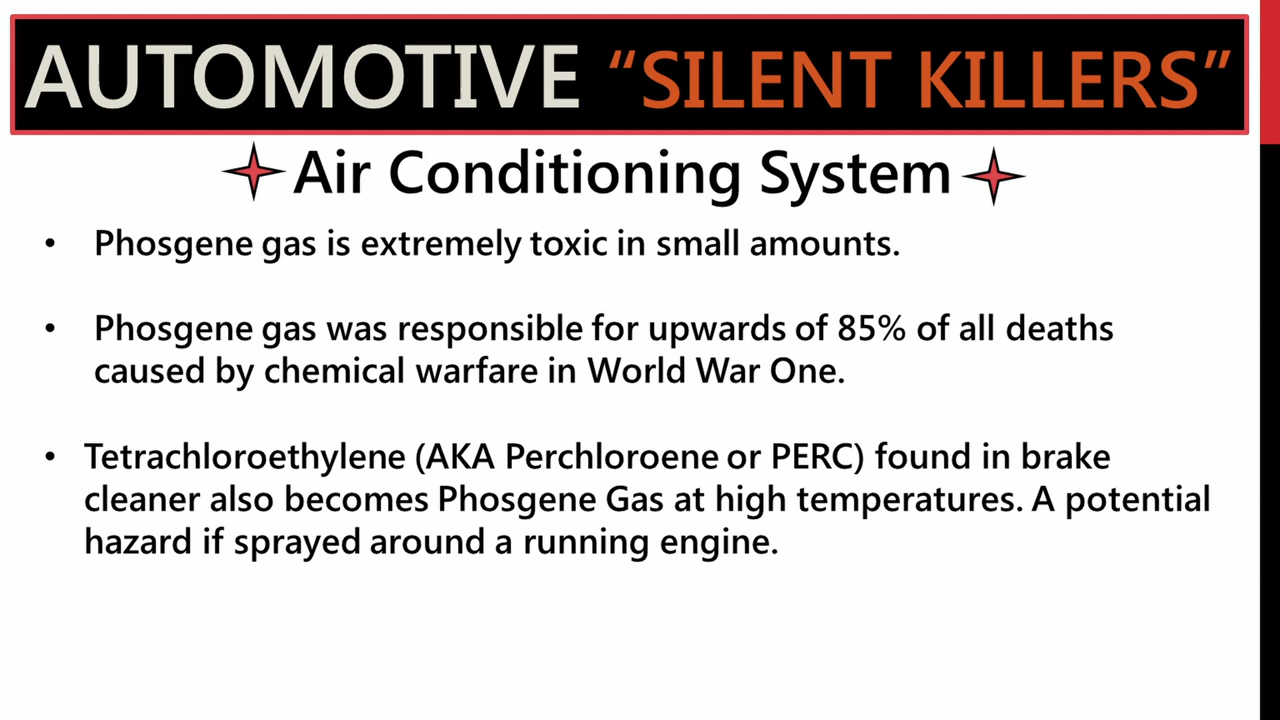 AUTOMOTIVE “SILENT KILLERS”
Air Conditioning System
• Phosgene gas is extremely toxic in small amounts.
• Phosgene gas was responsible for upwards of 85% of all deaths
caused by chemical warfare in World War One.
• Tetrachloroethylene (AKA Perchloroene or PERC) found in brake
cleaner also becomes Phosgene Gas at high temperatures. A potential
hazard if sprayed around a running engine.